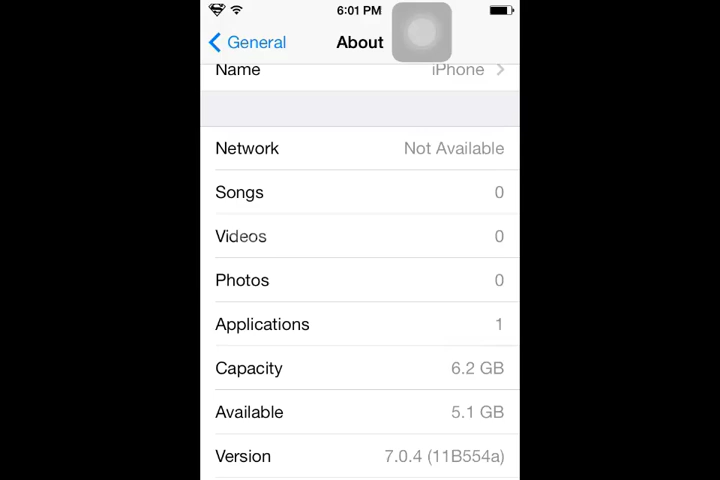 6:01 PM
General About
Name iPhone
Network Not Available
Songs 0
Videos 0
Photos 0
Applications 1
Capacity 6.2 GB
Available 5.1 GB
Version 7.0.4 (11B554a)